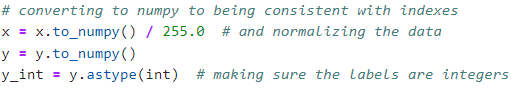 # converting to numpy to being consistent with indexes
x = x.to_numpy() / 255.0  # and normalizing the data
y = y.to_numpy()
y_int = y.astype(int)  # making sure the labels are integers